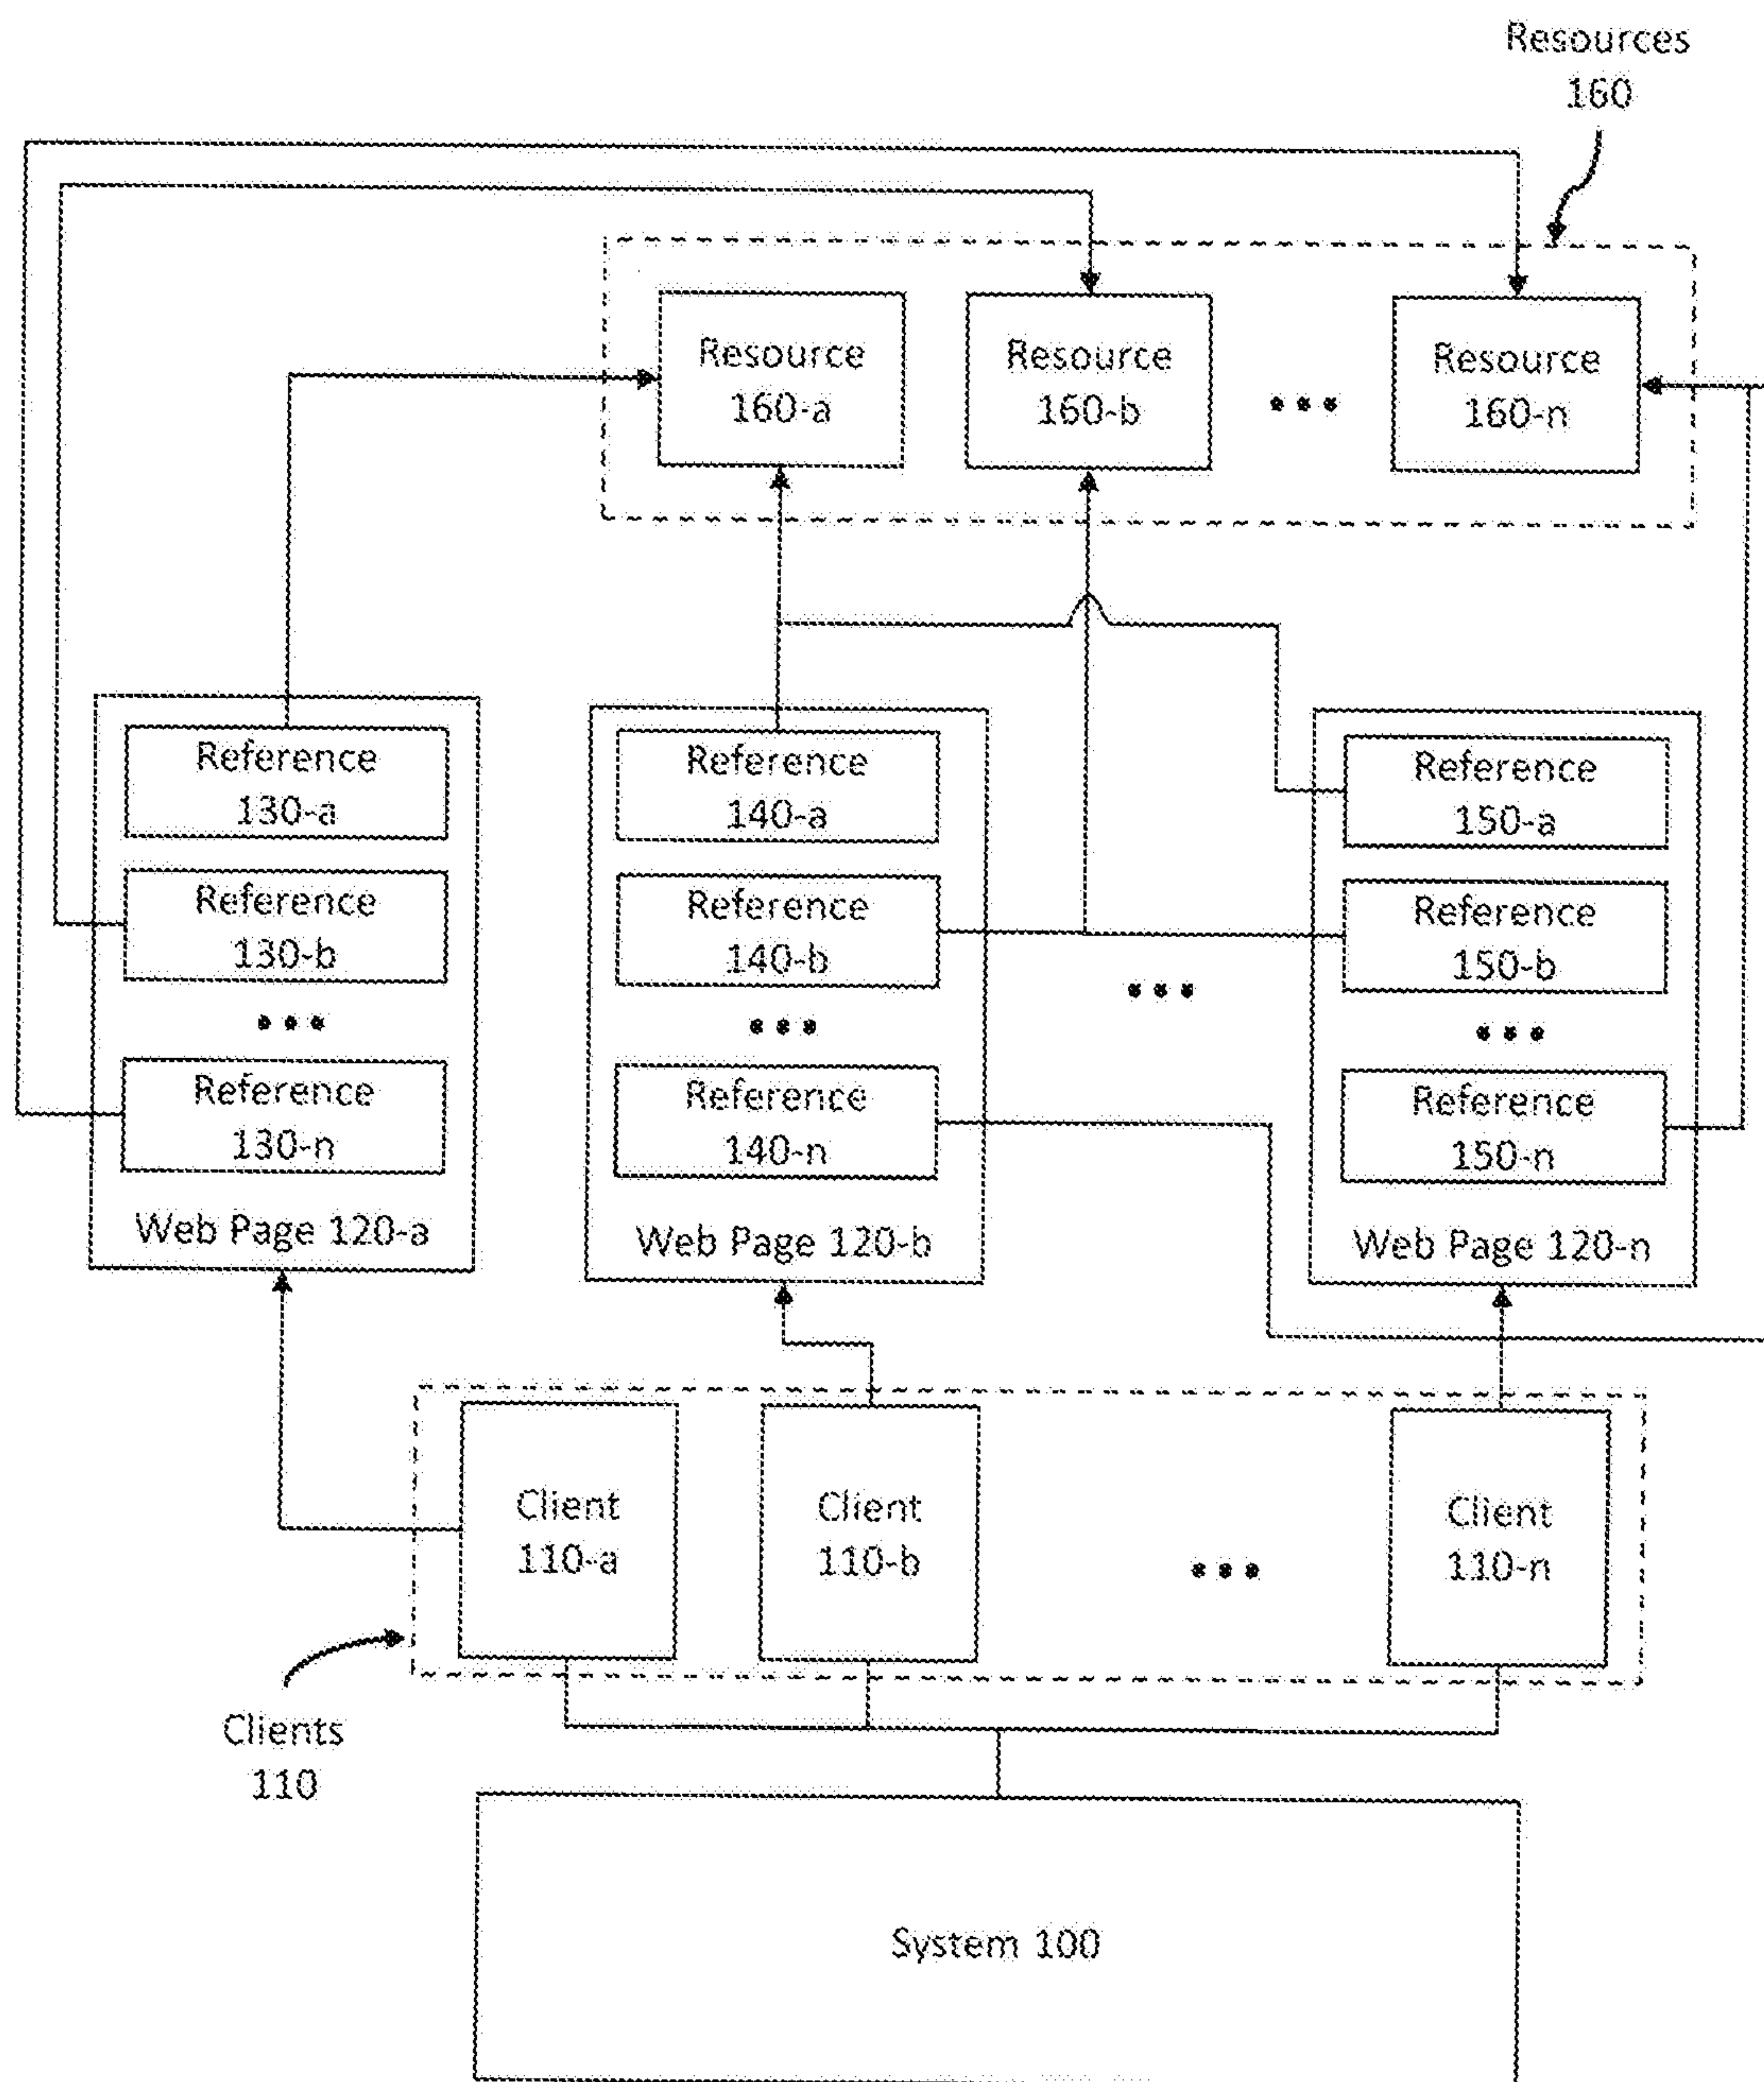 Resources
160
Resource
160-a
Resource
160-b
Resource
160-n
Reference
130-a
Reference
130-b
Reference
130-n
Web Page 120-a
Reference
140-a
Reference
140-b
Reference
140-n
Web Page 120-b
Reference
150-a
Reference
150-b
Reference
150-n
Web Page 120-n
Client
110-a
Client
110-b
Client
110-n
Clients
110
System 100